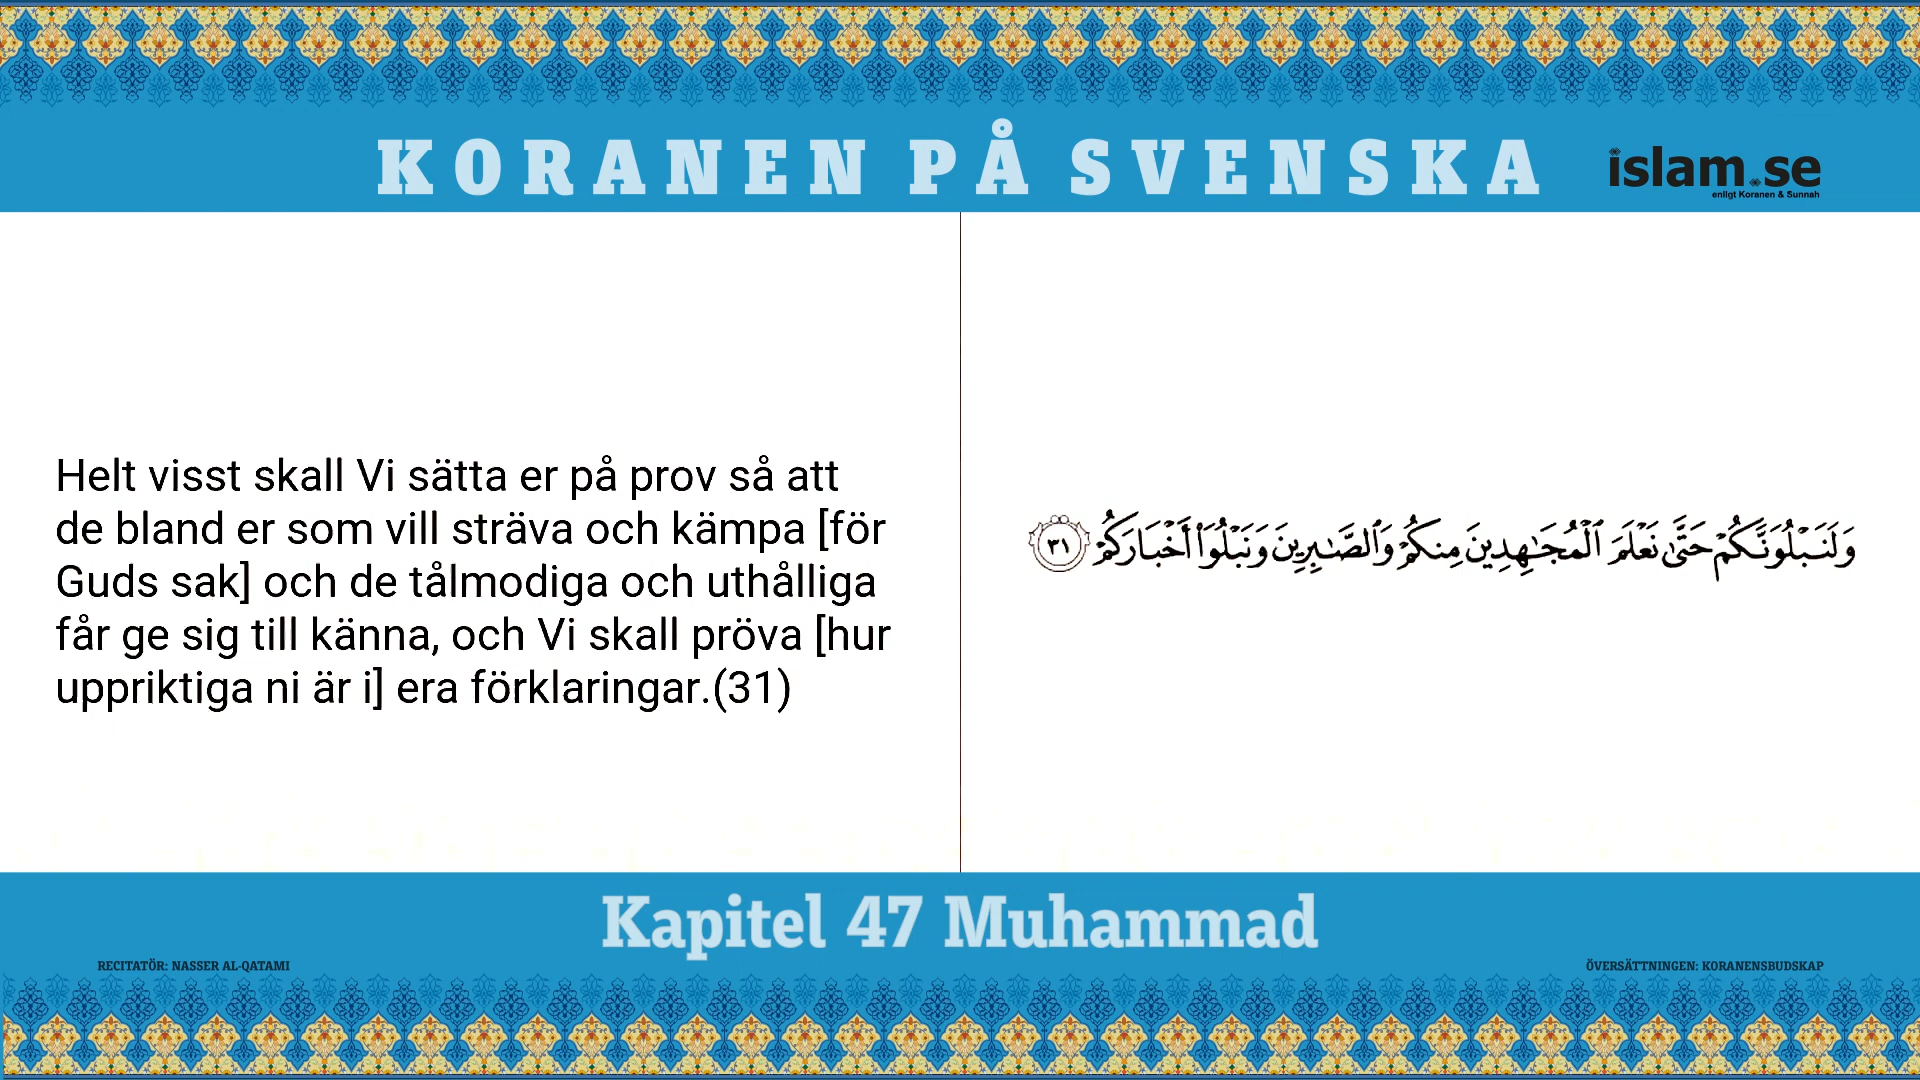 KORANEN PÅ SVENSKA
islam.se
enligt Koranen & Sunnah
Helt visst skall Vi sätta er på prov så att
de bland er som vill sträva och kämpa [för
Guds sak] och de tålmodiga och uthålliga
får ge sig till känna, och Vi skall pröva [hur
uppriktiga ni är i] era förklaringar.(31)
وَلَنَبْلُوَنَّكُمْ حَتَّىٰ نَعْلَمَ ٱلْمُجَـٰهِدِينَ مِنكُمْ وَٱلصَّـٰبِرِينَ وَنَبْلُوَا۟ أَخْبَارَكُمْ ٣١
Kapitel 47 Muhammad
RECITATÖR: NASSER AL-QATAMI
ÖVERSÄTTNINGEN: KORANENSBUDSKAP